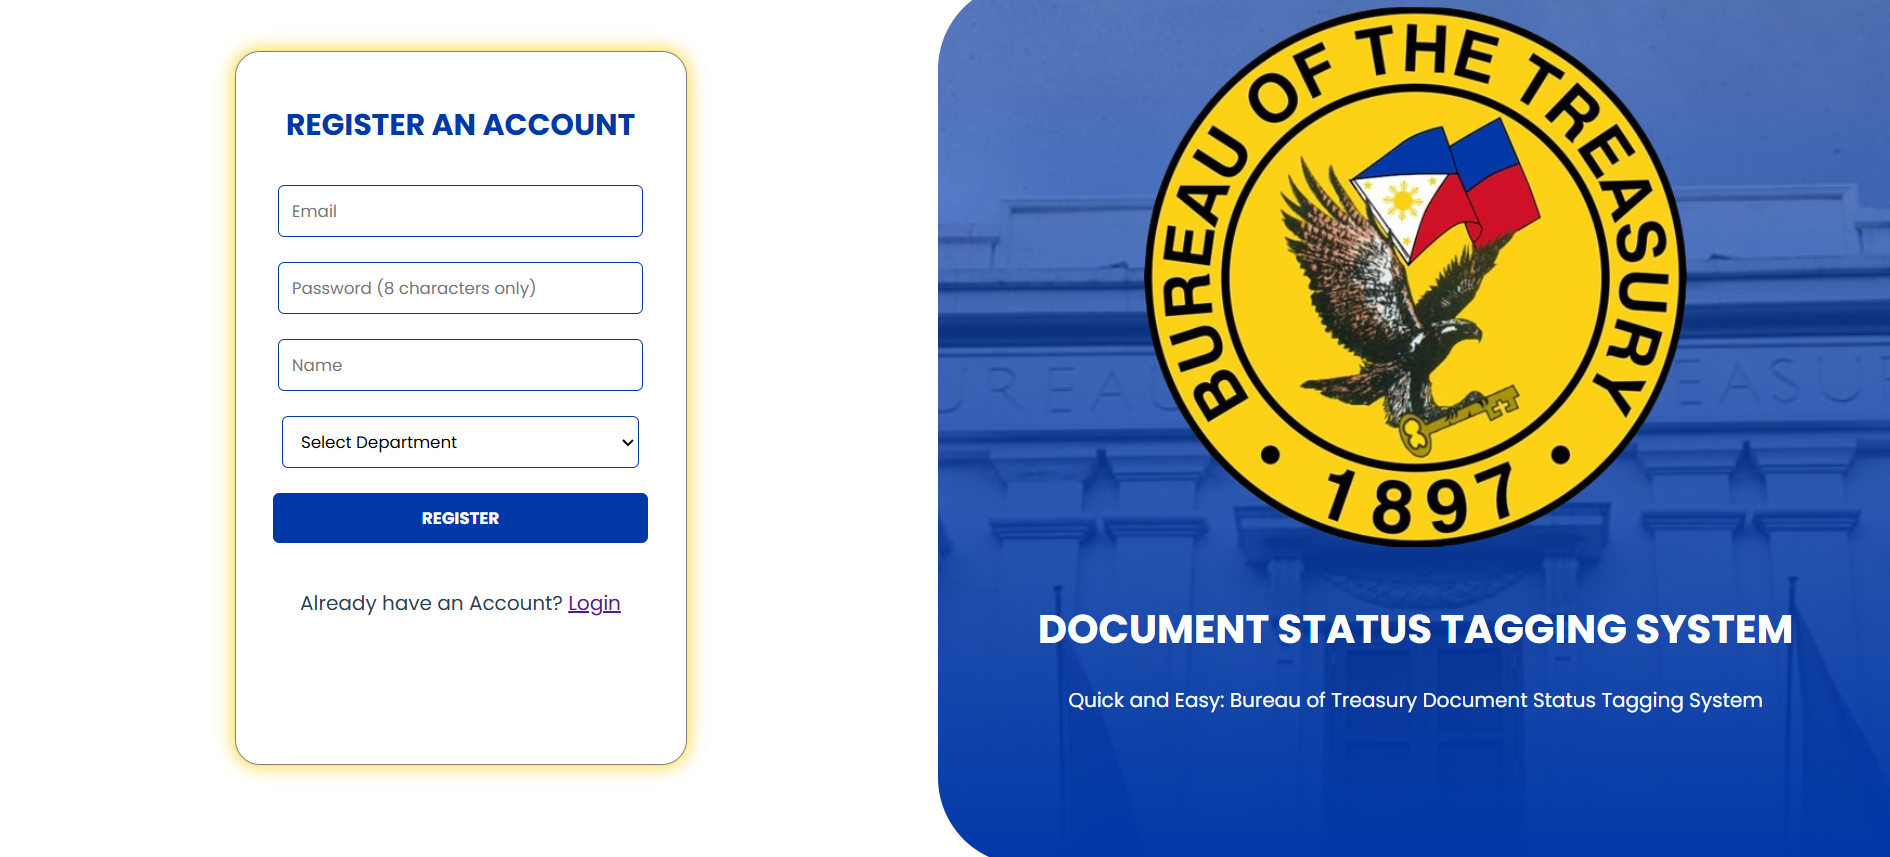 REGISTER AN ACCOUNT
Email
Password (8 characters only)
Name
Select Department
REGISTER
Already have an Account? Login
BUREAU OF THE TREASURY
1897
DOCUMENT STATUS TAGGING SYSTEM
Quick and Easy: Bureau of Treasury Document Status Tagging System